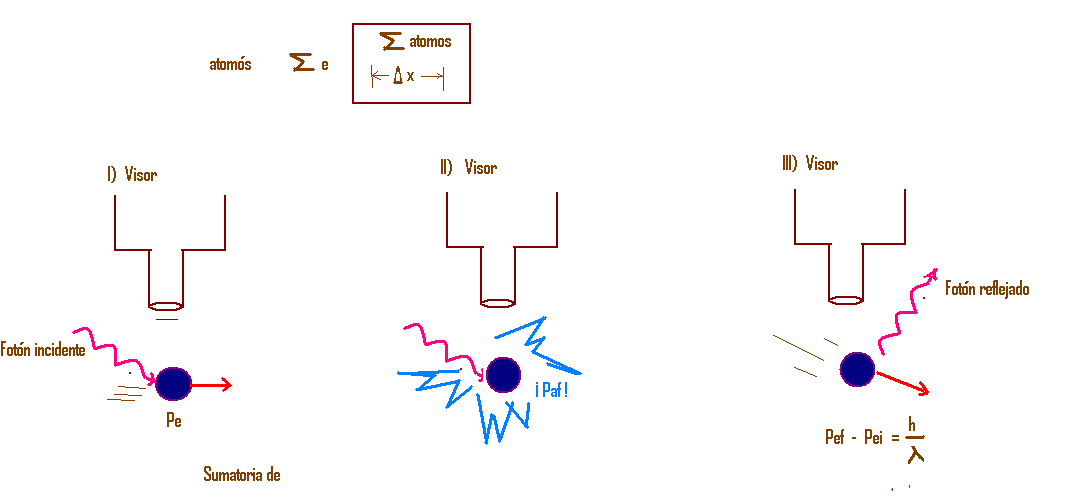 Σ atomos
atomós Σ e
Δ x
I) Visor
II) Visor
III) Visor
Fotón incidente
Fotón reflejado
¡ Paf !
Pe
Pef - Pei = h
λ
Sumatoria de